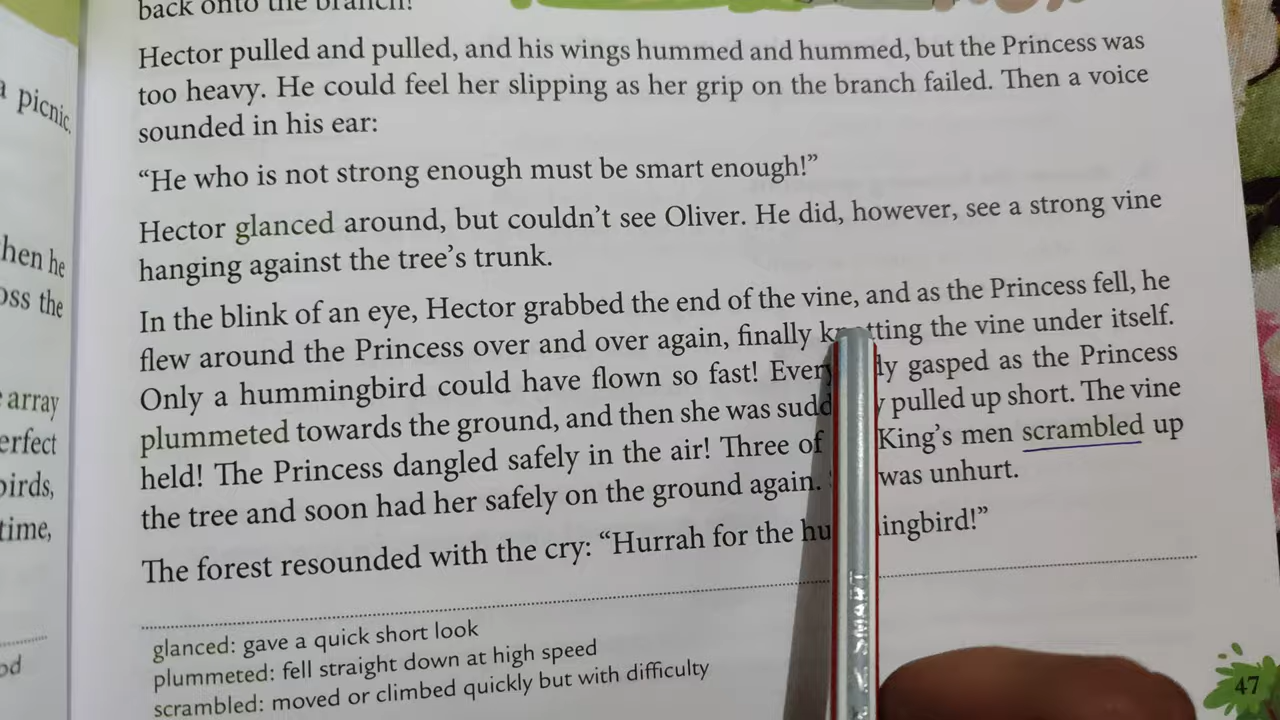 back onto the branch!
Hector pulled and pulled, and his wings hummed and hummed, but the Princess was
too heavy. He could feel her slipping as her grip on the branch failed. Then a voice
sounded in his ear:
“He who is not strong enough must be smart enough!”
Hector glanced around, but couldn’t see Oliver. He did, however, see a strong vine
hanging against the tree’s trunk.
In the blink of an eye, Hector grabbed the end of the vine, and as the Princess fell, he
flew around the Princess over and over again, finally knotting the vine under itself.
Only a hummingbird could have flown so fast! gasped as the Princess
plummeted towards the ground, and then she was pulled up short. The vine
held! The Princess dangled safely in the air! Three of King’s men scrambled up
the tree and soon had her safely on the ground again. was unhurt.
The forest resounded with the cry: “Hurrah for the hummingbird!”
glanced: gave a quick short look
plummeted: fell straight down at high speed
scrambled: moved or climbed quickly but with difficulty
47
a picnic.
hen he
oss the
array
erfect
birds,
time,
od
SMART